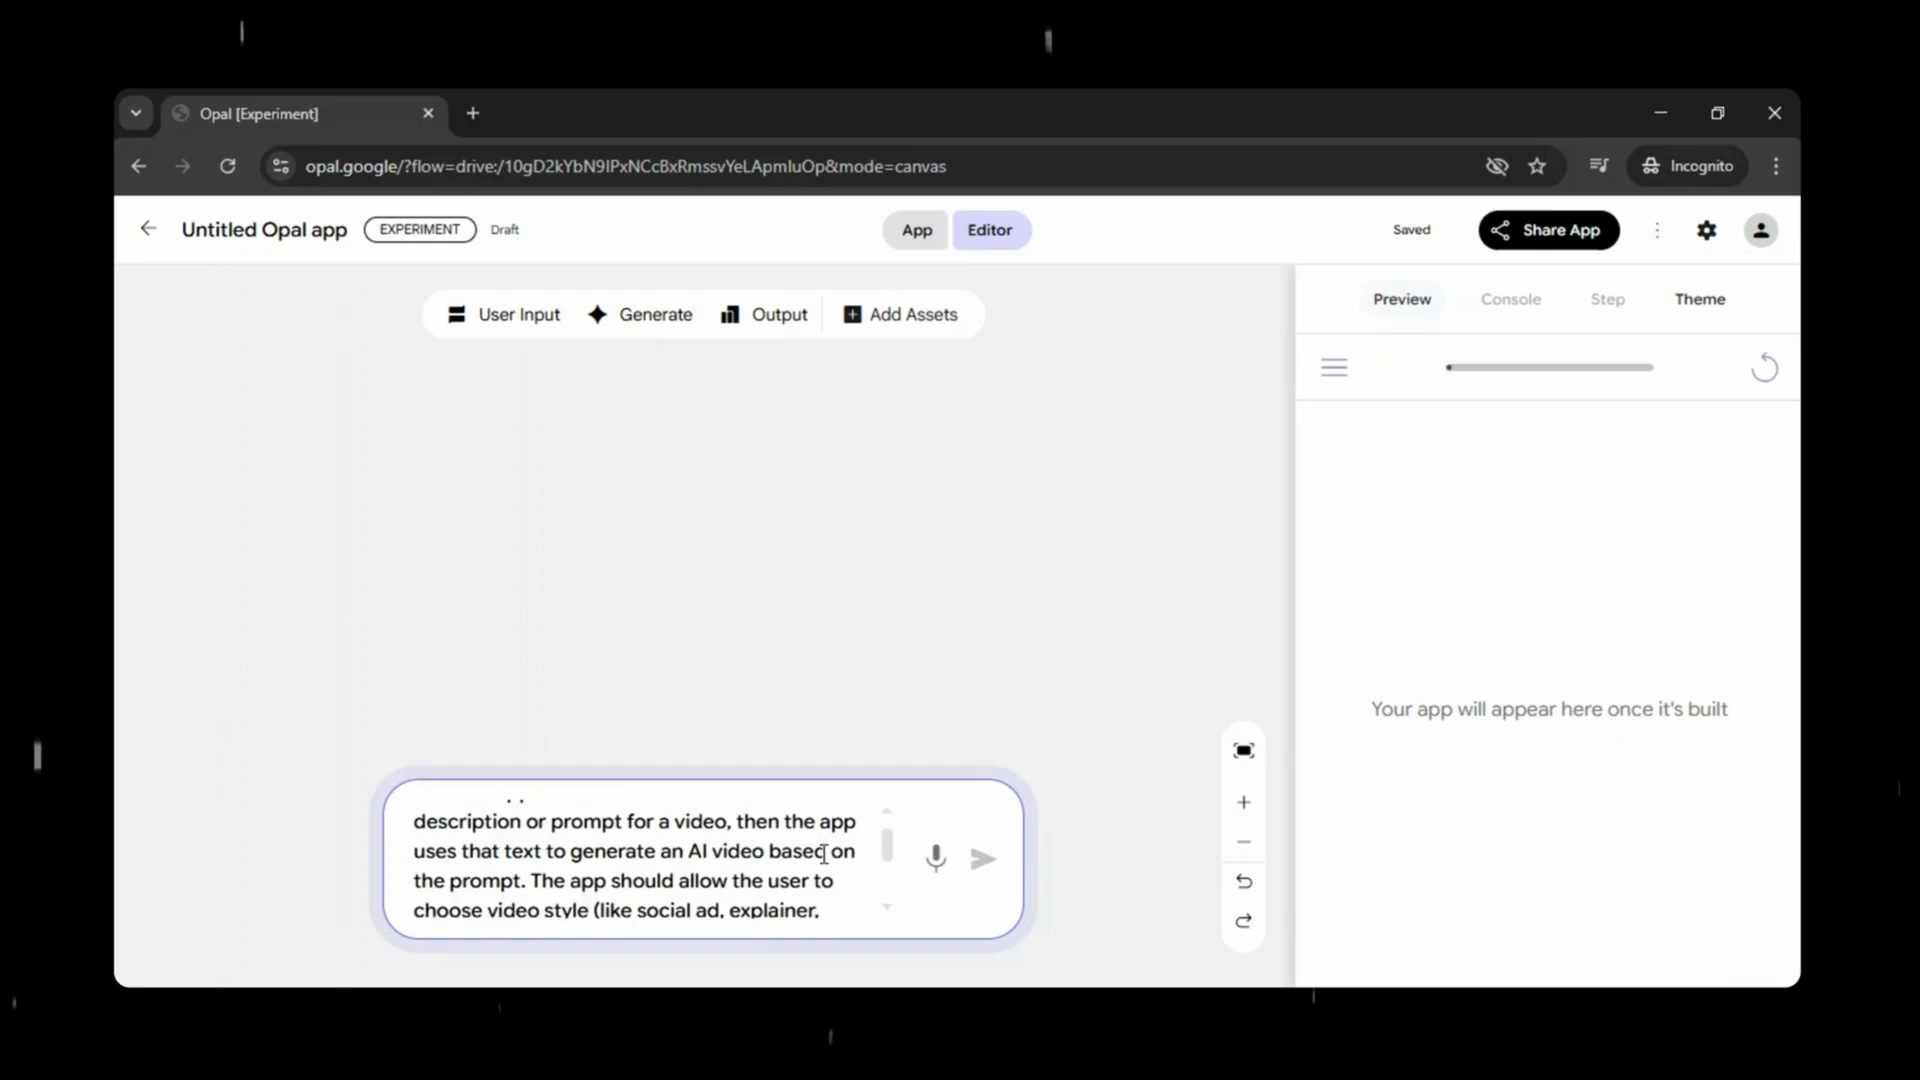 Opal [Experiment]
opal.google/?flow=drive:/10gD2kYbN9IPxNCcBxRmssvYeLApmIuOp&mode=canvas
Incognito
Untitled Opal app
EXPERIMENT
Draft
App
Editor
Saved
Share App
User Input
Generate
Output
Add Assets
Preview
Console
Step
Theme
Your app will appear here once it's built
description or prompt for a video, then the app
uses that text to generate an AI video based on
the prompt. The app should allow the user to
choose video style (like social ad, explainer,